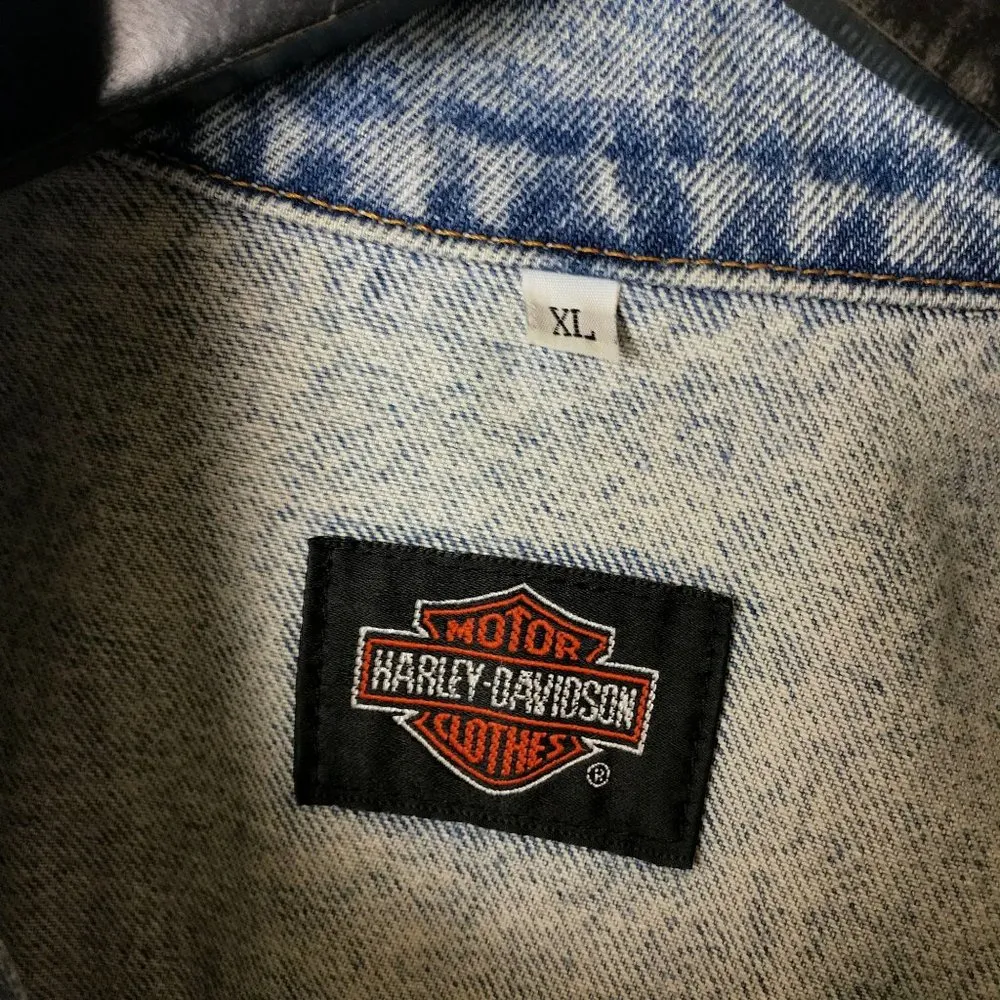 XL
MOTOR
HARLEY-DAVIDSON
CLOTHES
®